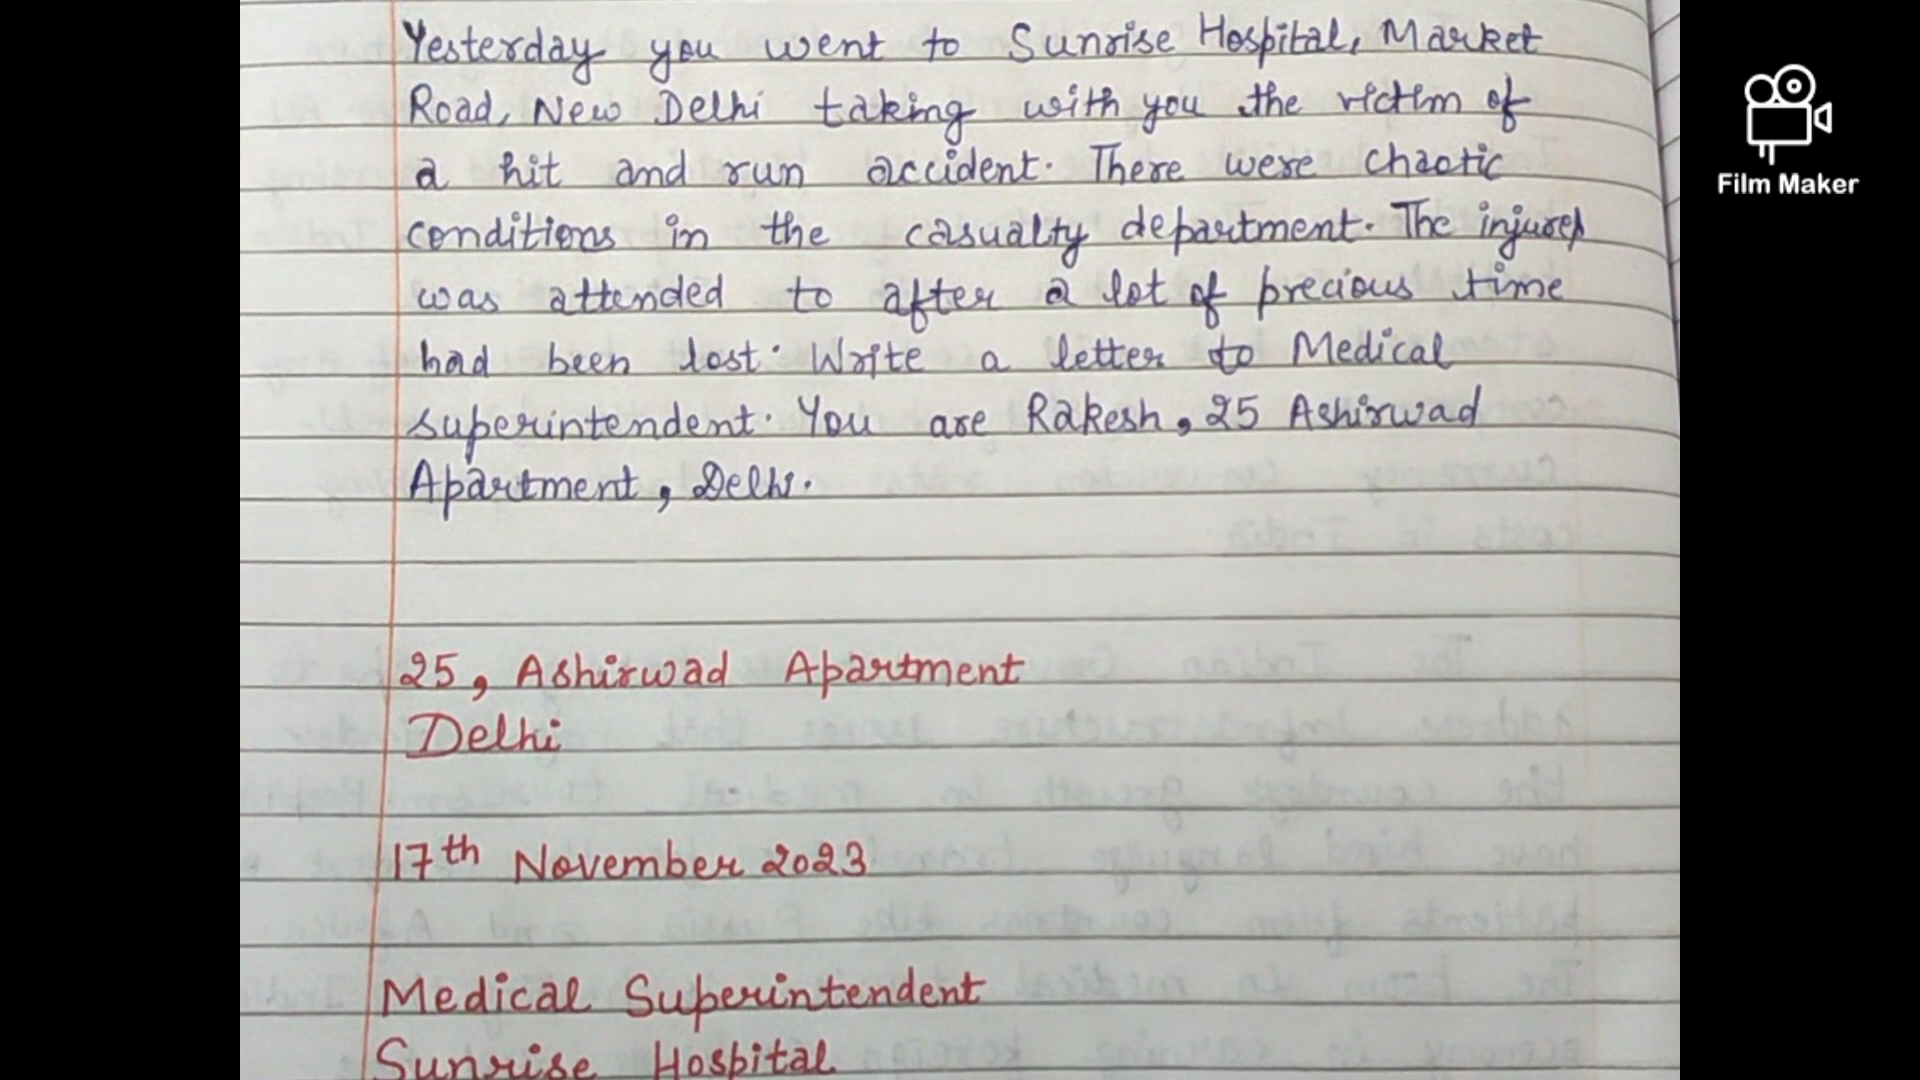 Yesterday you went to Sunrise Hospital, Market
Road, New Delhi taking with you the victim of
a hit and run accident. There were chaotic
conditions in the casualty department. The injured
was attended to after a lot of precious time
had been lost. Write a letter to Medical
superintendent. You are Rakesh, 25 Ashirwad
Apartment, Delhi.
25, Ashirwad Apartment
Delhi
17th November 2023
Medical Superintendent
Sunrise Hospital
Film Maker